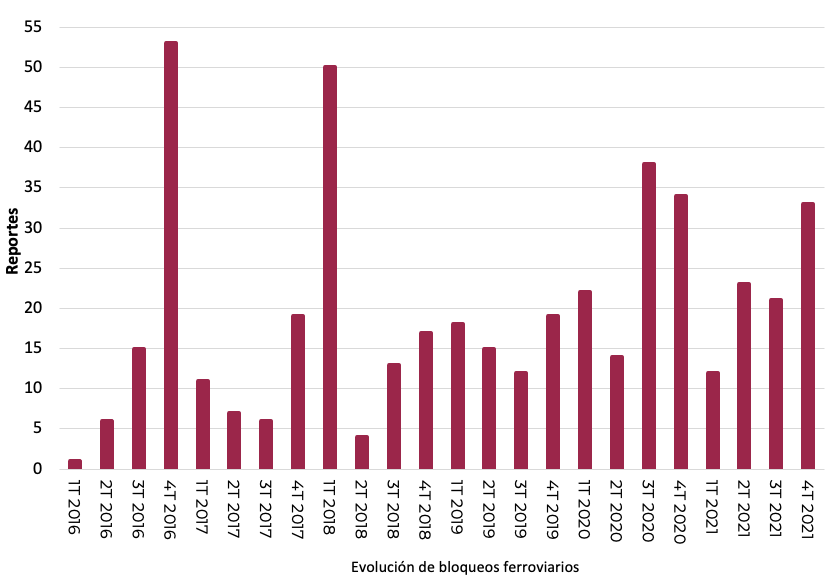 55
50
45
40
35
30
25
20
15
10
5
0
Reportes
1T 2016
2T 2016
3T 2016
4T 2016
1T 2017
2T 2017
3T 2017
4T 2017
1T 2018
2T 2018
3T 2018
4T 2018
1T 2019
2T 2019
3T 2019
4T 2019
1T 2020
2T 2020
3T 2020
4T 2020
1T 2021
2T 2021
3T 2021
4T 2021
Evolución de bloqueos ferroviarios